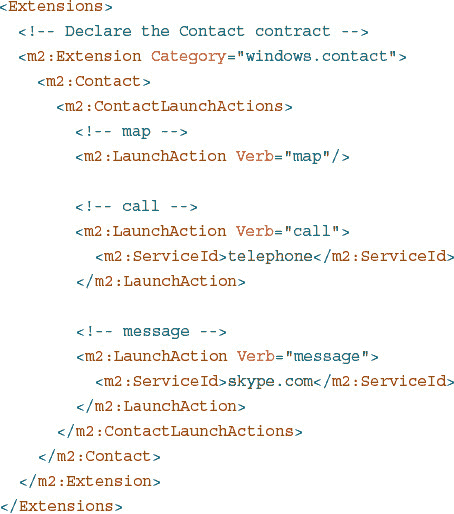 <Extensions>
<!-- Declare the Contact contract -->
<m2:Extension Category="windows.contact">
<m2:Contact>
<m2:ContactLaunchActions>
<!-- map -->
<m2:LaunchAction Verb="map"/>
<!-- call -->
<m2:LaunchAction Verb="call">
<m2:ServiceId>telephone</m2:ServiceId>
</m2:LaunchAction>
<!-- message -->
<m2:LaunchAction Verb="message">
<m2:ServiceId>skype.com</m2:ServiceId>
</m2:LaunchAction>
</m2:ContactLaunchActions>
</m2:Contact>
</m2:Extension>
</Extensions>